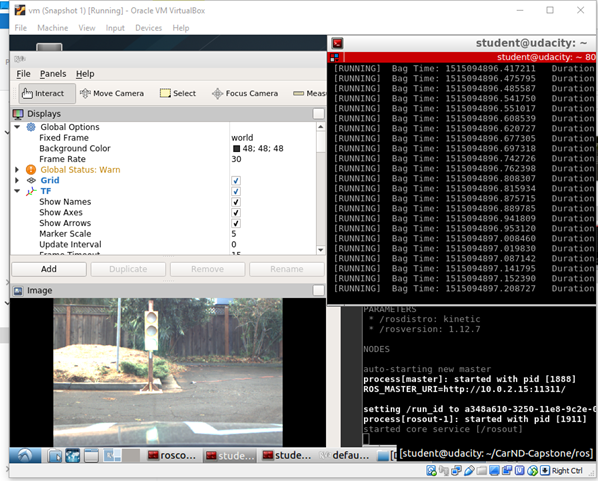 vm (Snapshot 1) [Running] - Oracle VM VirtualBox
File Machine View Input Devices Help
File Panels Help
Interact Move Camera Select Focus Camera Measu
Displays
Global Options
Fixed Frame world
Background Color 48; 48; 48
Frame Rate 30
Global Status: Warn
Grid
TF
Show Names
Show Axes
Show Arrows
Marker Scale 5
Update Interval 0
Frame Timeout 15
Add Duplicate Remove Rename
Image
student@udacity: ~
student@udacity: ~ 80
[RUNNING] Bag Time: 1515094896.417211 Duration
[RUNNING] Bag Time: 1515094896.475795 Duration
[RUNNING] Bag Time: 1515094896.485587 Duration
[RUNNING] Bag Time: 1515094896.541750 Duration
[RUNNING] Bag Time: 1515094896.551017 Duration
[RUNNING] Bag Time: 1515094896.608539 Duration
[RUNNING] Bag Time: 1515094896.620727 Duration
[RUNNING] Bag Time: 1515094896.677305 Duration
[RUNNING] Bag Time: 1515094896.697318 Duration
[RUNNING] Bag Time: 1515094896.742726 Duration
[RUNNING] Bag Time: 1515094896.762398 Duration
[RUNNING] Bag Time: 1515094896.808307 Duration
[RUNNING] Bag Time: 1515094896.815934 Duration
[RUNNING] Bag Time: 1515094896.875715 Duration
[RUNNING] Bag Time: 1515094896.889785 Duration
[RUNNING] Bag Time: 1515094896.941809 Duration
[RUNNING] Bag Time: 1515094896.953120 Duration
[RUNNING] Bag Time: 1515094897.008460 Duration
[RUNNING] Bag Time: 1515094897.019830 Duration
[RUNNING] Bag Time: 1515094897.087142 Duration
[RUNNING] Bag Time: 1515094897.141795 Duration
[RUNNING] Bag Time: 1515094897.152390 Duration
[RUNNING] Bag Time: 1515094897.208727 Duration
PARAMETERS
* /rosdistro: kinetic
* /rosversion: 1.12.7
NODES
auto-starting new master
process[master]: started with pid [1888]
ROS_MASTER_URI=http://10.0.2.15:11311/
setting /run_id to a348a610-3250-11e8-9c2e-0
process[rosout-1]: started with pid [1911]
started core service [/rosout]
rosco... stude... stude... defau... [student@udacity: ~/CarND-Capstone/ros]
Right Ctrl